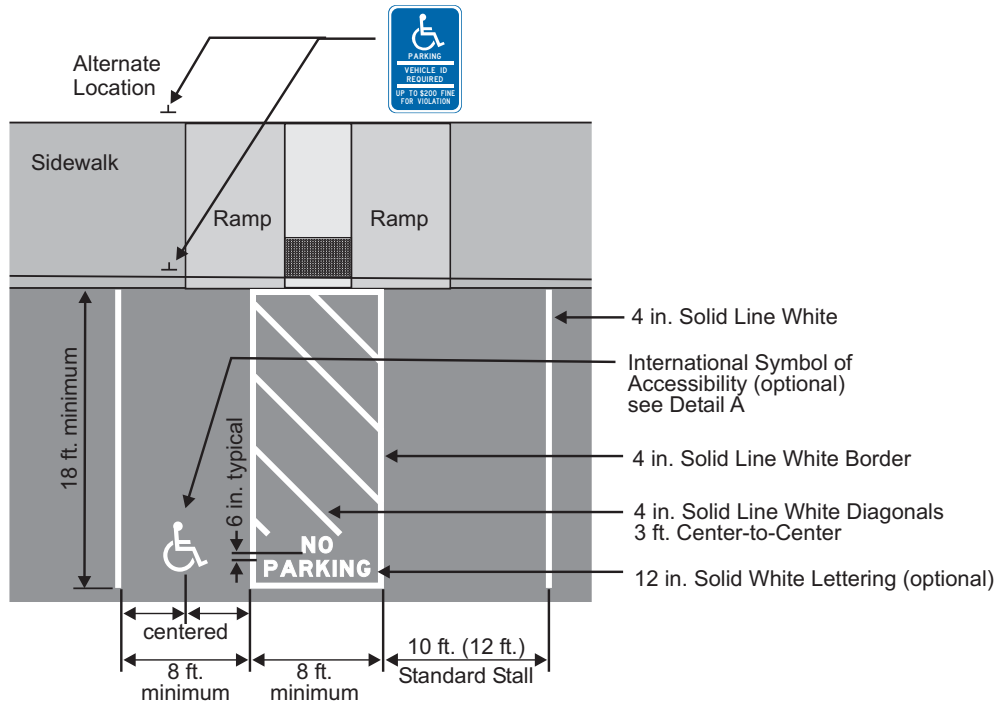 PARKING
VEHICLE ID
REQUIRED
UP TO $200 FINE
FOR VIOLATION
Alternate
Location
Sidewalk
Ramp
Ramp
4 in. Solid Line White
International Symbol of
Accessibility (optional)
see Detail A
18 ft. minimum
4 in. Solid Line White Border
6 in. typical
4 in. Solid Line White Diagonals
3 ft. Center-to-Center
NO
PARKING
12 in. Solid White Lettering (optional)
centered
8 ft.
minimum
8 ft.
minimum
10 ft. (12 ft.)
Standard Stall